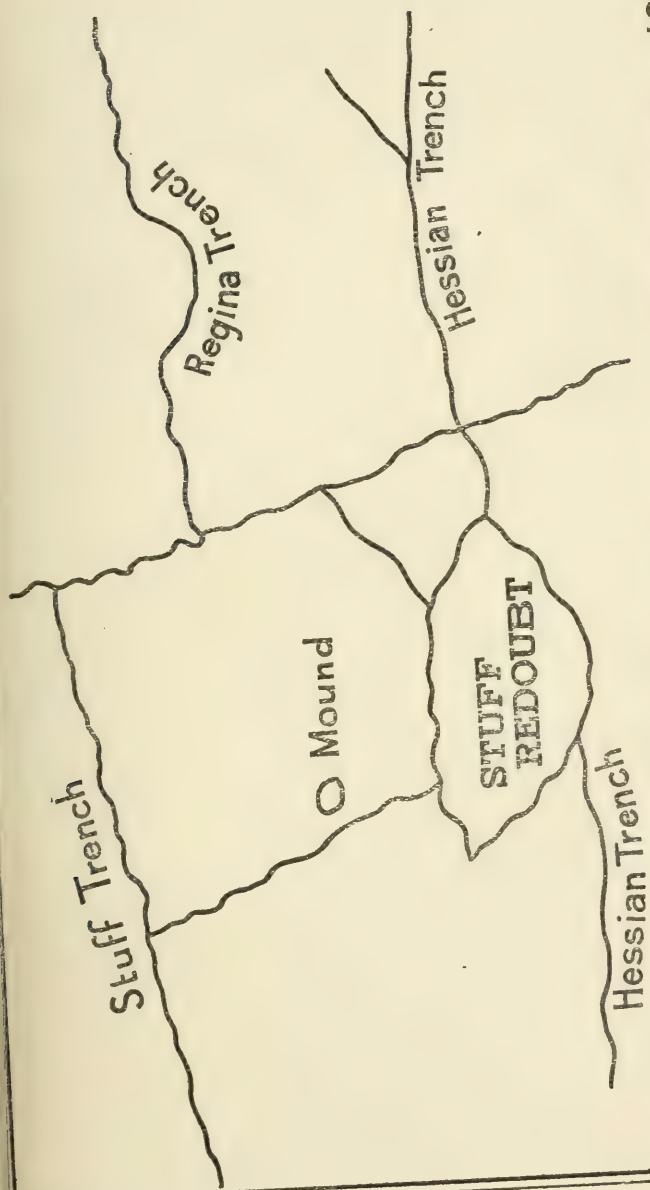 Stuff Trench
Regina Trench
Mound
Hessian Trench
STUFF
REDOUBT
Hessian Trench